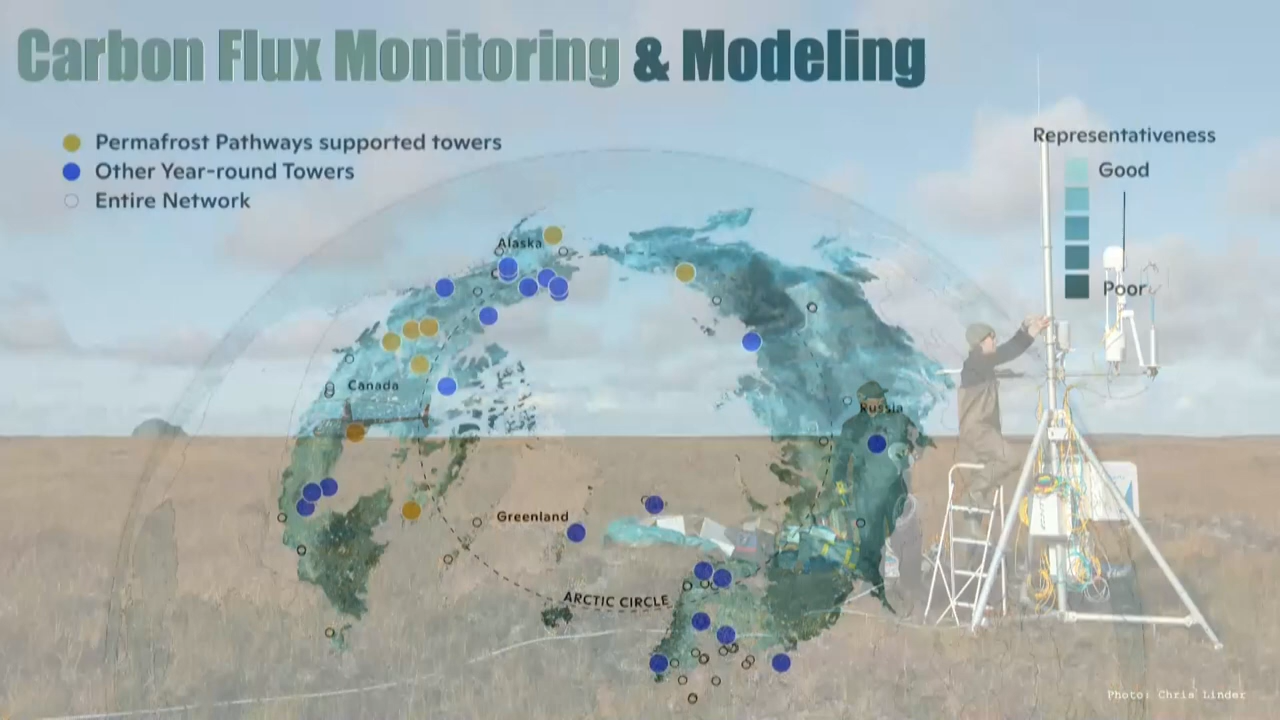 Carbon Flux Monitoring & Modeling
Permafrost Pathways supported towers
Other Year-round Towers
Entire Network
Representativeness
Good
Poor
Alaska
Canada
Russia
Greenland
ARCTIC CIRCLE
Photo: Chris Linder